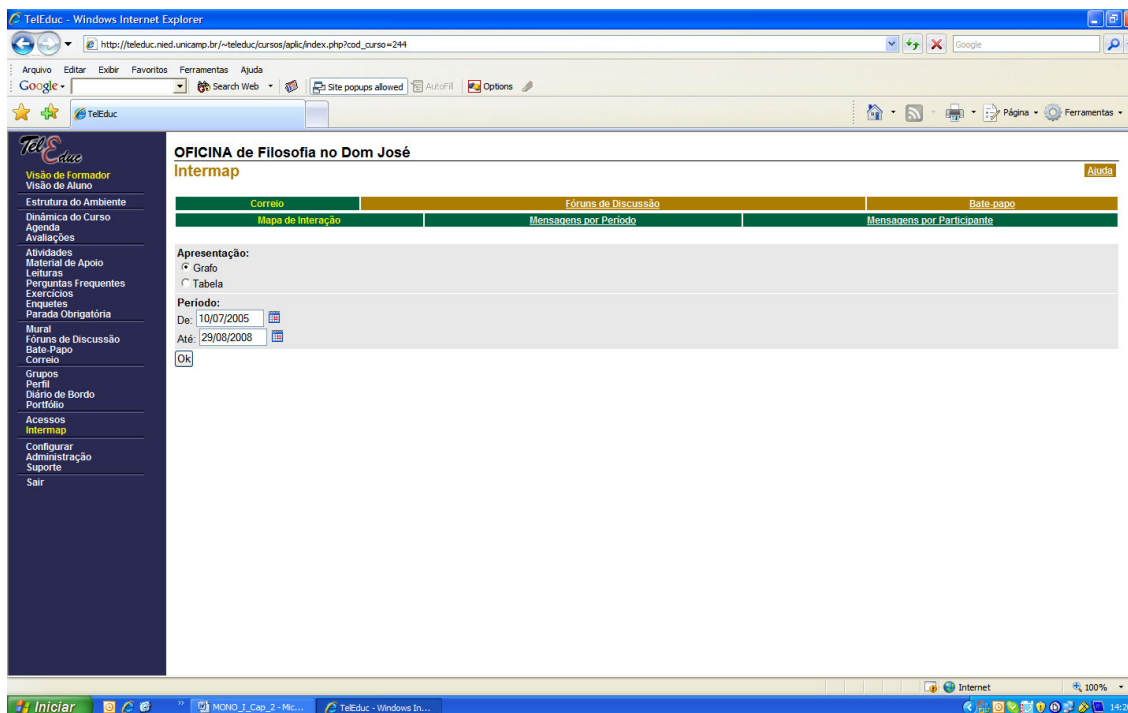 TelEduc - Windows Internet Explorer
http://teleduc.nied.unicamp.br/~teleduc/cursos/aplic/index.php?cod_curso=244
Google
Arquivo Editar Exibir Favoritos Ferramentas Ajuda
Google Search Web Site popups allowed AutoFill Options
TelEduc
Página Ferramentas
TelEduc
Visão de Formador
Visão de Aluno
Estrutura do Ambiente
Dinâmica do Curso
Agenda
Avaliações
Atividades
Material de Apoio
Leituras
Perguntas Frequentes
Exercícios
Enquetes
Parada Obrigatória
Mural
Fóruns de Discussão
Bate-Papo
Correio
Grupos
Perfil
Diário de Bordo
Portfólio
Acessos
Intermap
Configurar
Administração
Suporte
Sair
OFICINA de Filosofia no Dom José
Intermap
Ajuda
Correio Fóruns de Discussão Bate-papo
Mapa de Interação Mensagens por Período Mensagens por Participante
Apresentação:
Grafo
Tabela
Período:
De: 10/07/2005
Até: 29/08/2008
Ok
Internet 100%
Iniciar MONO_I_Cap_2 - Mic... TelEduc - Windows In...